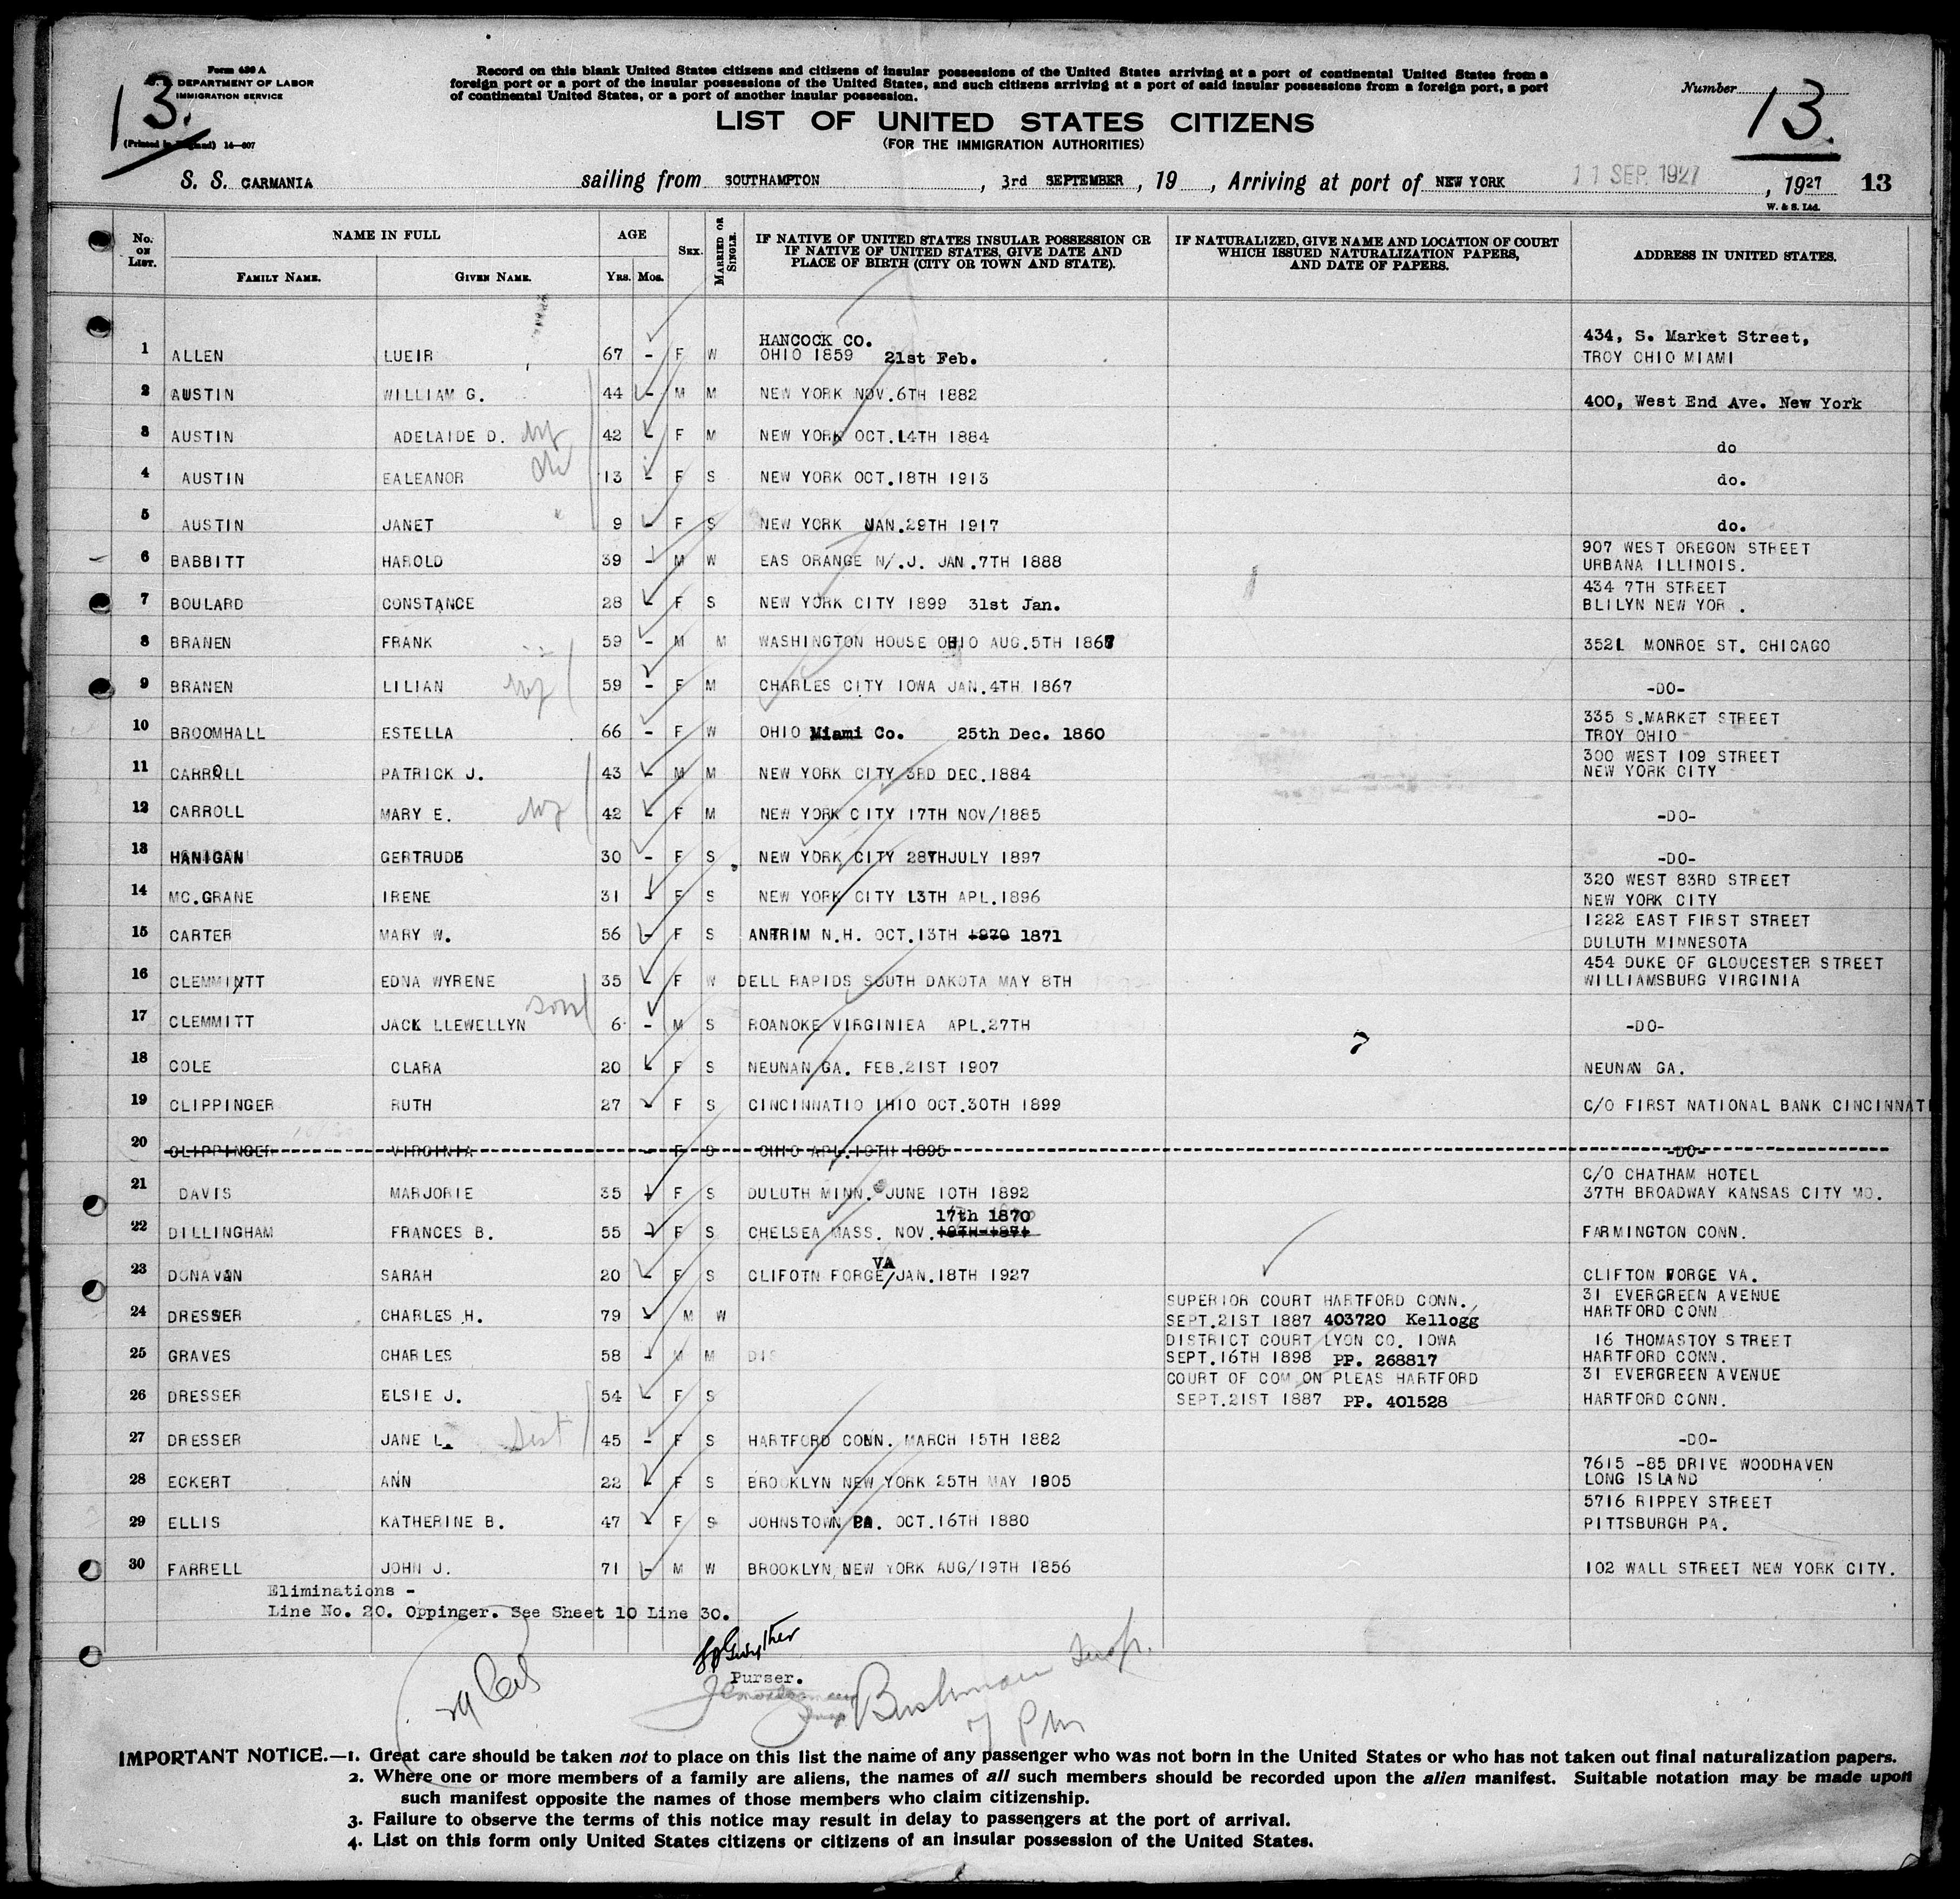 Form 630 A
DEPARTMENT OF LABOR
IMMIGRATION SERVICE
13.
Record on this blank United States citizens and citizens of insular possessions of the United States arriving at a port of continental United States from a
foreign port or a port of the insular possessions of the United States, and such citizens arriving at a port of said insular possessions from a foreign port, a port
of continental United States, or a port of another insular possession.
Number 13.
LIST OF UNITED STATES CITIZENS
(FOR THE IMMIGRATION AUTHORITIES)
S. S. CARMANIA sailing from SOUTHAMPTON, 3rd SEPTEMBER, 19 , Arriving at port of NEW YORK 11 SEP. 1927, 1927 13
W. & S. Ltd.
No. ON LIST. NAME IN FULL AGE SEX. MARRIED OR SINGLE. IF NATIVE OF UNITED STATES INSULAR POSSESSION OR IF NATIVE OF UNITED STATES, GIVE DATE AND PLACE OF BIRTH (CITY OR TOWN AND STATE). IF NATURALIZED, GIVE NAME AND LOCATION OF COURT WHICH ISSUED NATURALIZATION PAPERS, AND DATE OF PAPERS. ADDRESS IN UNITED STATES.
FAMILY NAME. GIVEN NAME. YRS. MOS.
1 ALLEN LUEIR 67 - F W HANCOCK CO. OHIO 1859 21st Feb. 434, S. Market Street, TROY OHIO MIAMI
2 AUSTIN WILLIAM G. 44 - M M NEW YORK NOV.6TH 1882 400, West End Ave. New York
3 AUSTIN ADELAIDE D. 42 - F M NEW YORK OCT.14TH 1884 do
4 AUSTIN EALEANOR 13 - F S NEW YORK OCT.18TH 1913 do.
5 AUSTIN JANET 9 - F S NEW YORK JAN.29TH 1917 do.
6 BABBITT HAROLD 39 - M W EAS ORANGE N/.J. JAN.7TH 1888 907 WEST OREGON STREET URBANA ILLINOIS.
7 BOULARD CONSTANCE 28 - F S NEW YORK CITY 1899 31st Jan. 434 7TH STREET BLILYN NEW YOR .
8 BRANEN FRANK 59 - M M WASHINGTON HOUSE OHIO AUG.5TH 1867 3521 MONROE ST. CHICAGO
9 BRANEN LILIAN 59 - F M CHARLES CITY IOWA JAN.4TH 1867 -DO-
10 BROOMHALL ESTELLA 66 - F W OHIO Miami Co. 25th Dec. 1860 335 S.MARKET STREET TROY OHIO
11 CARROLL PATRICK J. 43 - M M NEW YORK CITY 3RD DEC.1884 300 WEST 109 STREET NEW YORK CITY
12 CARROLL MARY E. 42 - F M NEW YORK CITY 17TH NOV/1885 -DO-
13 HANIGAN GERTRUDE 30 - F S NEW YORK CITY 28THJULY 1897 -DO-
14 MC.GRANE IRENE 31 - F S NEW YORK CITY 13TH APL.1896 320 WEST 83RD STREET NEW YORK CITY
15 CARTER MARY W. 56 - F S ANTRIM N.H. OCT.13TH 1870 1871 1222 EAST FIRST STREET DULUTH MINNESOTA
16 CLEMMITT EDNA WYRENE 35 - F W DELL RAPIDS SOUTH DAKOTA MAY 8TH 454 DUKE OF GLOUCESTER STREET WILLIAMSBURG VIRGINIA
17 CLEMMITT JACK LLEWELLYN son 6 - M S ROANOKE VIRGINIEA APL.27TH -DO-
18 COLE CLARA 20 - F S NEUNAN GA. FEB.21ST 1907 NEUNAN GA.
19 CLIPPINGER RUTH 27 - F S CINCINNATIO IHIO OCT.30TH 1899 C/O FIRST NATIONAL BANK CINCINNATI
20 CLIPPINGER VIRGINIA - F S OHIO APL.10TH 1895 -DO-
21 DAVIS MARJORIE 35 - F S DULUTH MINN. JUNE 10TH 1892 C/O CHATHAM HOTEL 37TH BROADWAY KANSAS CITY MO.
22 DILLINGHAM FRANCES B. 55 - F S CHELSEA MASS. NOV. 17th 1870 FARMINGTON CONN.
23 DONAVAN SARAH 20 - F S CLIFOTN FORGE/ VA JAN.18TH 1927 CLIFTON FORGE VA.
24 DRESSER CHARLES H. 79 - M W SUPERIOR COURT HARTFORD CONN. SEPT.21ST 1887 403720 Kellogg 31 EVERGREEN AVENUE HARTFORD CONN
25 GRAVES CHARLES 58 - M M DIS DISTRICT COURT LYON CO. IOWA SEPT.16TH 1898 PP. 268817 16 THOMASTOY STREET HARTFORD CONN.
26 DRESSER ELSIE J. 54 - F S COURT OF COM ON PLEAS HARTFORD SEPT.21ST 1887 PP. 401528 31 EVERGREEN AVENUE HARTFORD CONN.
27 DRESSER JANE L. Sist 45 - F S HARTFORD CONN. MARCH 15TH 1882 -DO-
28 ECKERT ANN 22 - F S BROOKLYN NEW YORK 25TH MAY 1905 7615 -85 DRIVE WOODHAVEN LONG ISLAND
29 ELLIS KATHERINE B. 47 - F S JOHNSTOWN PA. OCT.16TH 1880 5716 RIPPEY STREET PITTSBURGH PA.
30 FARRELL JOHN J. 71 - M W BROOKLYN, NEW YORK AUG/19TH 1856 102 WALL STREET NEW YORK CITY.
Eliminations -
Line No. 20. Oppinger. See Sheet 10 Line 30.
Purser.
Bushman Insp.
7 PM
IMPORTANT NOTICE.—1. Great care should be taken not to place on this list the name of any passenger who was not born in the United States or who has not taken out final naturalization papers.
2. Where one or more members of a family are aliens, the names of all such members should be recorded upon the alien manifest. Suitable notation may be made upon
such manifest opposite the names of those members who claim citizenship.
3. Failure to observe the terms of this notice may result in delay to passengers at the port of arrival.
4. List on this form only United States citizens or citizens of an insular possession of the United States.